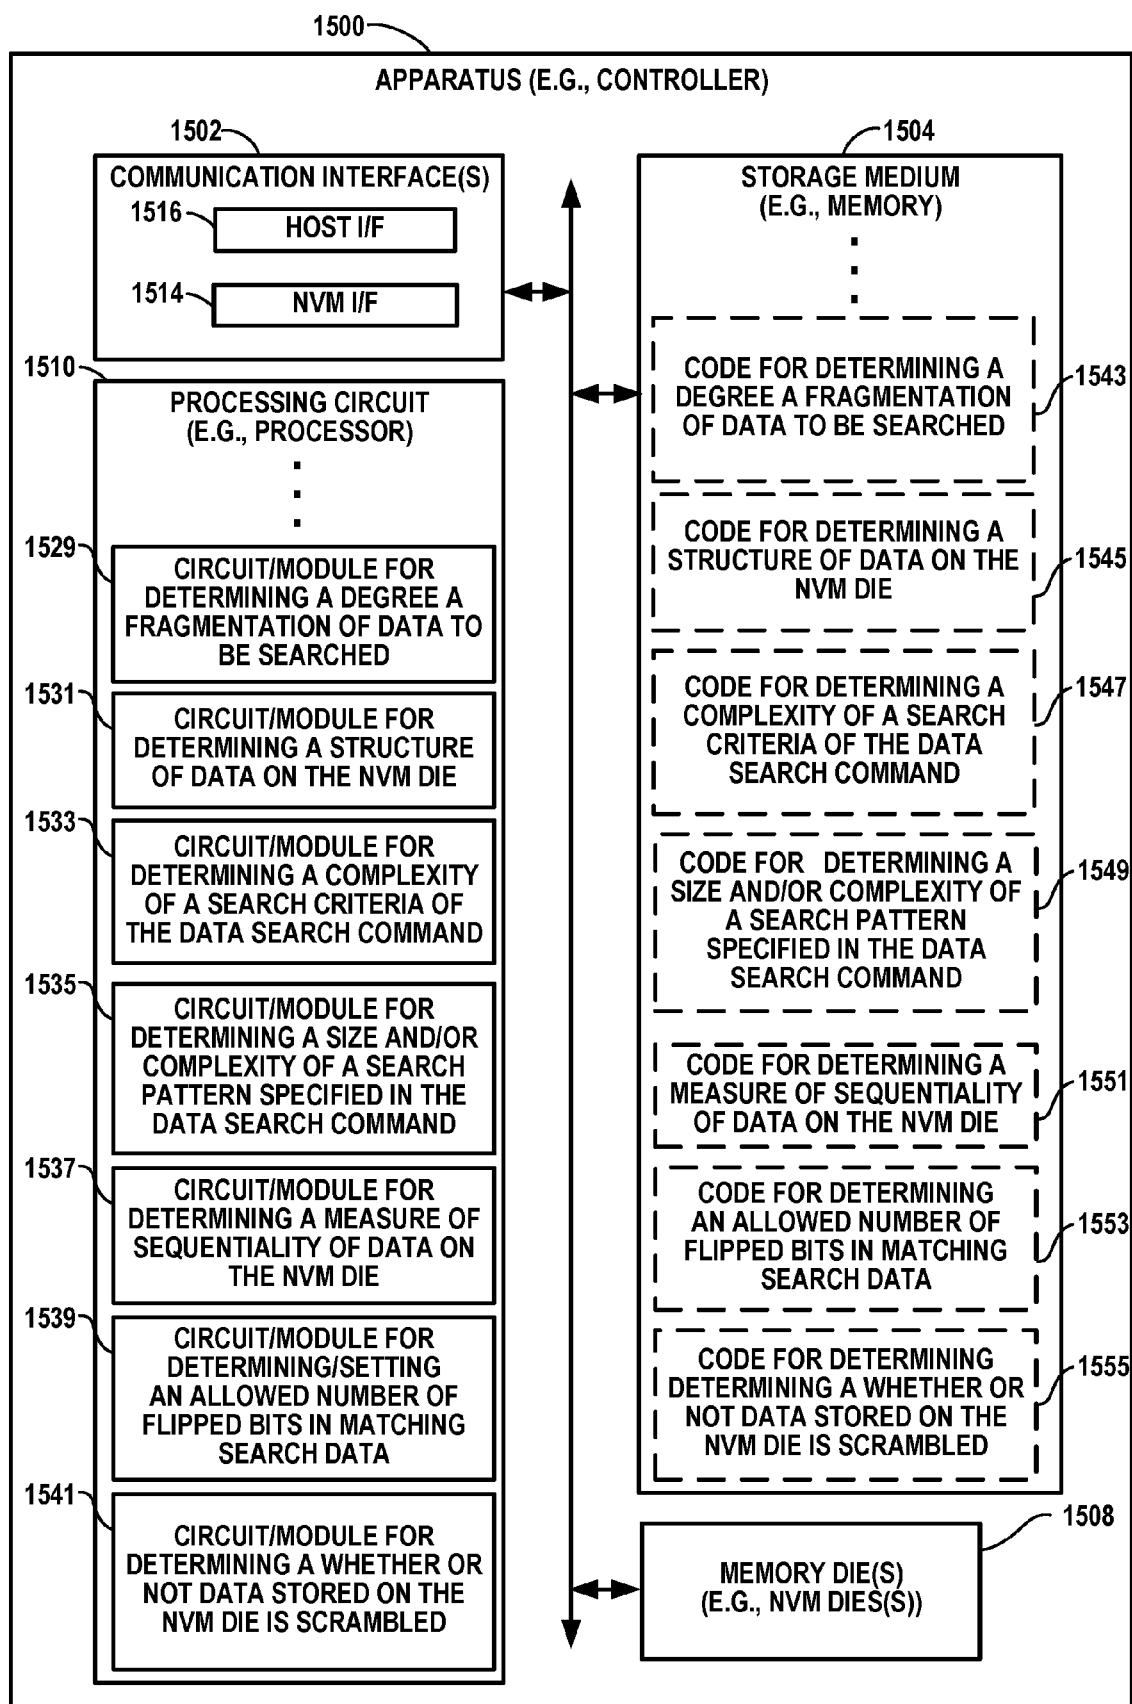 1500
APPARATUS (E.G., CONTROLLER)
1502
COMMUNICATION INTERFACE(S)
1516
HOST I/F
1514
NVM I/F
1510
PROCESSING CIRCUIT
(E.G., PROCESSOR)
1529
CIRCUIT/MODULE FOR
DETERMINING A DEGREE A
FRAGMENTATION OF DATA TO
BE SEARCHED
1531
CIRCUIT/MODULE FOR
DETERMINING A STRUCTURE
OF DATA ON THE NVM DIE
1533
CIRCUIT/MODULE FOR
DETERMINING A COMPLEXITY
OF A SEARCH CRITERIA OF
THE DATA SEARCH COMMAND
1535
CIRCUIT/MODULE FOR
DETERMINING A SIZE AND/OR
COMPLEXITY OF A SEARCH
PATTERN SPECIFIED IN THE
DATA SEARCH COMMAND
1537
CIRCUIT/MODULE FOR
DETERMINING A MEASURE OF
SEQUENTIALITY OF DATA ON
THE NVM DIE
1539
CIRCUIT/MODULE FOR
DETERMINING/SETTING
AN ALLOWED NUMBER OF
FLIPPED BITS IN MATCHING
SEARCH DATA
1541
CIRCUIT/MODULE FOR
DETERMINING A WHETHER OR
NOT DATA STORED ON THE
NVM DIE IS SCRAMBLED
1504
STORAGE MEDIUM
(E.G., MEMORY)
CODE FOR DETERMINING A
DEGREE A FRAGMENTATION
OF DATA TO BE SEARCHED
1543
CODE FOR DETERMINING A
STRUCTURE OF DATA ON THE
NVM DIE
1545
CODE FOR DETERMINING A
COMPLEXITY OF A SEARCH
CRITERIA OF THE DATA
SEARCH COMMAND
1547
CODE FOR DETERMINING A
SIZE AND/OR COMPLEXITY OF
A SEARCH PATTERN
SPECIFIED IN THE DATA
SEARCH COMMAND
1549
CODE FOR DETERMINING A
MEASURE OF SEQUENTIALITY
OF DATA ON THE NVM DIE
1551
CODE FOR DETERMINING
AN ALLOWED NUMBER OF
FLIPPED BITS IN MATCHING
SEARCH DATA
1553
CODE FOR DETERMINING
DETERMINING A WHETHER OR
NOT DATA STORED ON THE
NVM DIE IS SCRAMBLED
1555
1508
MEMORY DIE(S)
(E.G., NVM DIES(S))